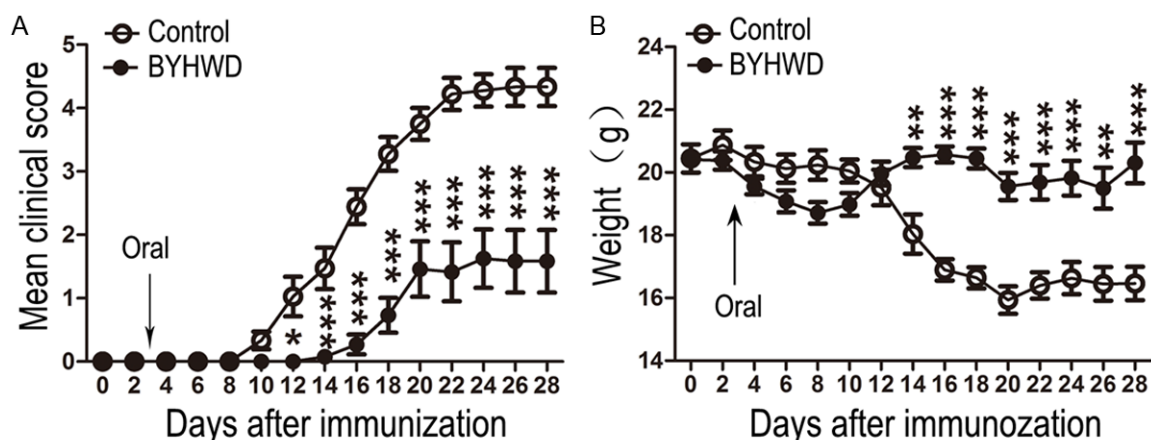 A
Control
BYHWD
5
4
3
2
1
0
Mean clinical score
Oral
*
***
***
***
***
***
***
***
***
0 2 4 6 8 10 12 14 16 18 20 22 24 26 28
Days after immunization
B
Control
BYHWD
24
22
20
18
16
14
Weight (g)
Oral
**
***
***
***
***
***
**
***
0 2 4 6 8 10 12 14 16 18 20 22 24 26 28
Days after immunozation